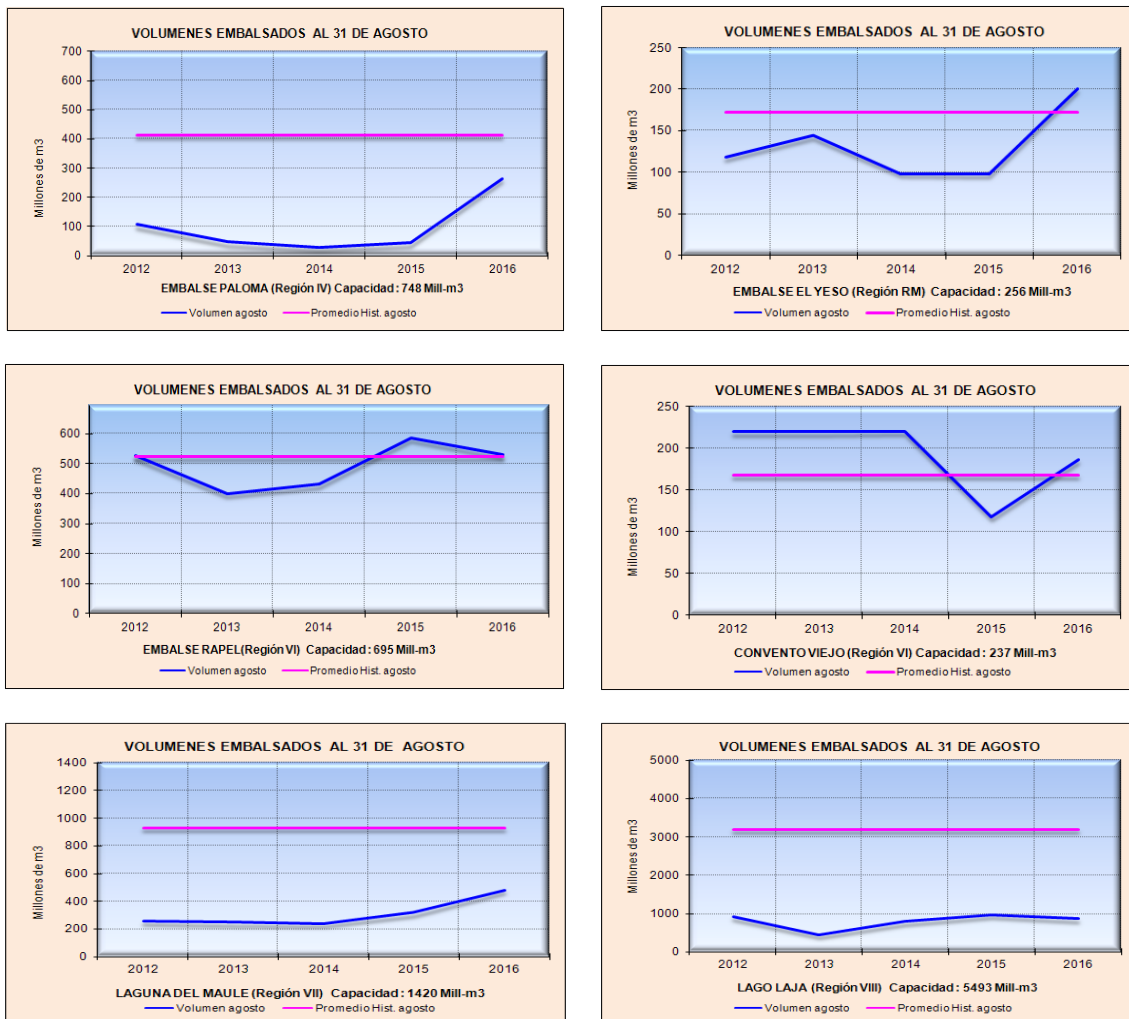 VOLUMENES EMBALSADOS AL 31 DE AGOSTO
700
600
500
400
300
200
100
0
Millones de m3
2012 2013 2014 2015 2016
EMBALSE PALOMA (Región IV) Capacidad : 748 Mill-m3
Volumen agosto Promedio Hist. agosto
VOLUMENES EMBALSADOS AL 31 DE AGOSTO
250
200
150
100
50
0
Millones de m3
2012 2013 2014 2015 2016
EMBALSE EL YESO (Región RM) Capacidad : 256 Mill-m3
Volumen agosto Promedio Hist. agosto
VOLUMENES EMBALSADOS AL 31 DE AGOSTO
600
500
400
300
200
100
0
Millones de m3
2012 2013 2014 2015 2016
EMBALSE RAPEL(Región VI) Capacidad : 695 Mill-m3
Volumen agosto Promedio Hist. agosto
VOLUMENES EMBALSADOS AL 31 DE AGOSTO
250
200
150
100
50
0
Millones de m3
2012 2013 2014 2015 2016
CONVENTO VIEJO (Región VI) Capacidad : 237 Mill-m3
Volumen agosto Promedio Hist. agosto
VOLUMENES EMBALSADOS AL 31 DE AGOSTO
1400
1200
1000
800
600
400
200
0
Millones de m3
2012 2013 2014 2015 2016
LAGUNA DEL MAULE (Región VII) Capacidad : 1420 Mill-m3
Volumen agosto Promedio Hist. agosto
VOLUMENES EMBALSADOS AL 31 DE AGOSTO
5000
4000
3000
2000
1000
0
Millones de m3
2012 2013 2014 2015 2016
LAGO LAJA (Región VIII) Capacidad : 5493 Mill-m3
Volumen agosto Promedio Hist. agosto